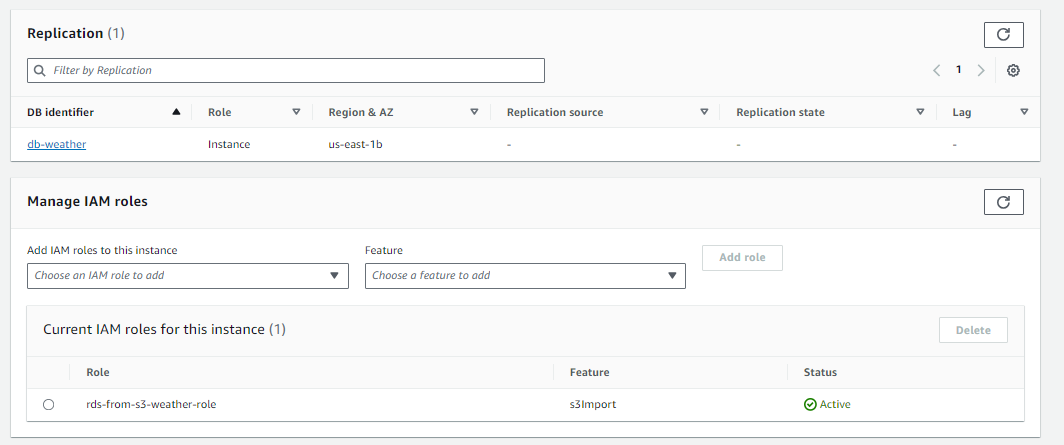 Replication (1)
Filter by Replication
1
DB identifier Role Region & AZ Replication source Replication state Lag
db-weather Instance us-east-1b - - -
Manage IAM roles
Add IAM roles to this instance Feature
Choose an IAM role to add Choose a feature to add Add role
Current IAM roles for this instance (1) Delete
Role Feature Status
rds-from-s3-weather-role s3Import Active